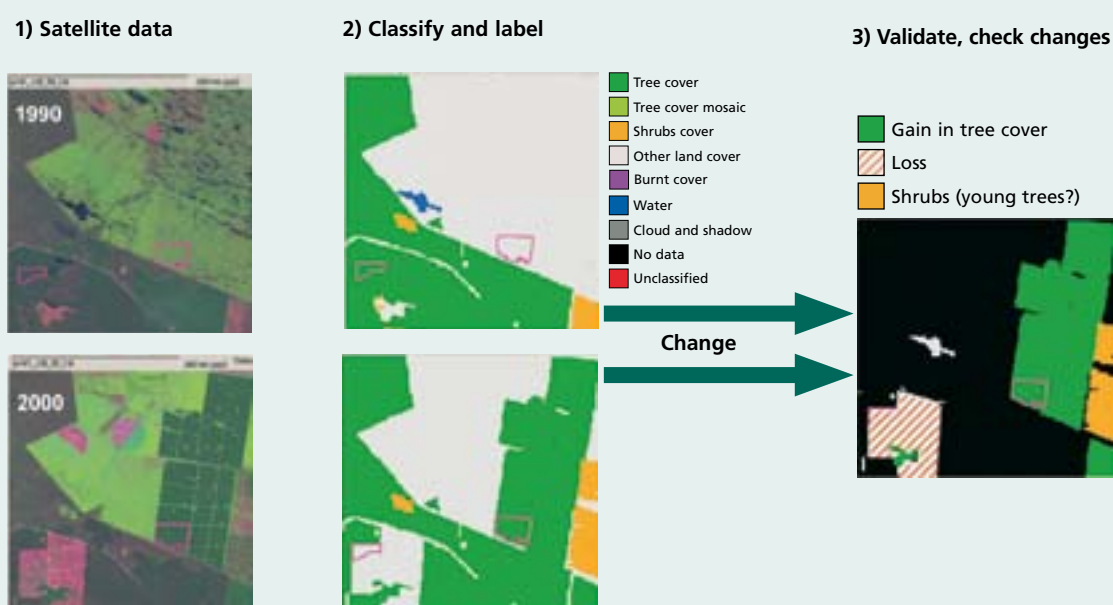 1) Satellite data
2) Classify and label
3) Validate, check changes
1990
2000
Tree cover
Tree cover mosaic
Shrubs cover
Other land cover
Burnt cover
Water
Cloud and shadow
No data
Unclassified
Change
Gain in tree cover
Loss
Shrubs (young trees?)